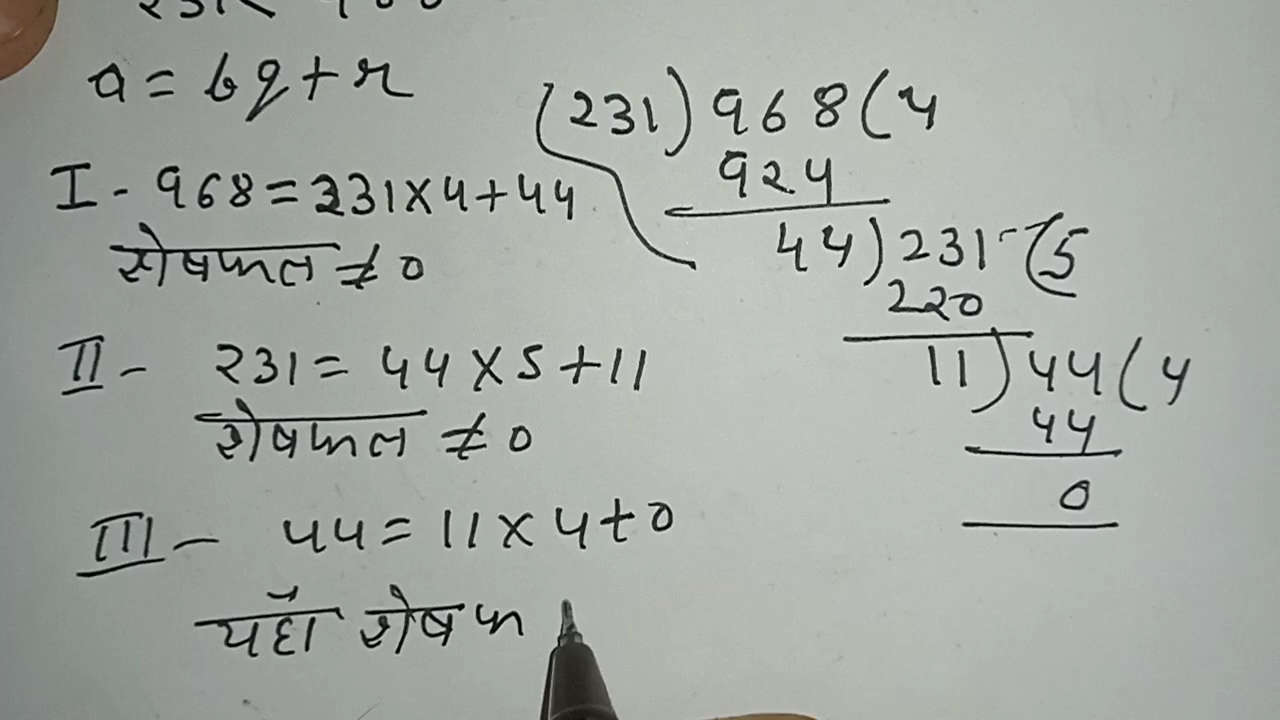 a = bq + r
I - 968 = 231 × 4 + 44
शेषफल ≠ 0
II - 231 = 44 × 5 + 11
शेषफल ≠ 0
III - 44 = 11 × 4 + 0
यहाँ शेषफ
231) 968 (4
924
44) 231 (5
220
11) 44 (4
44
0